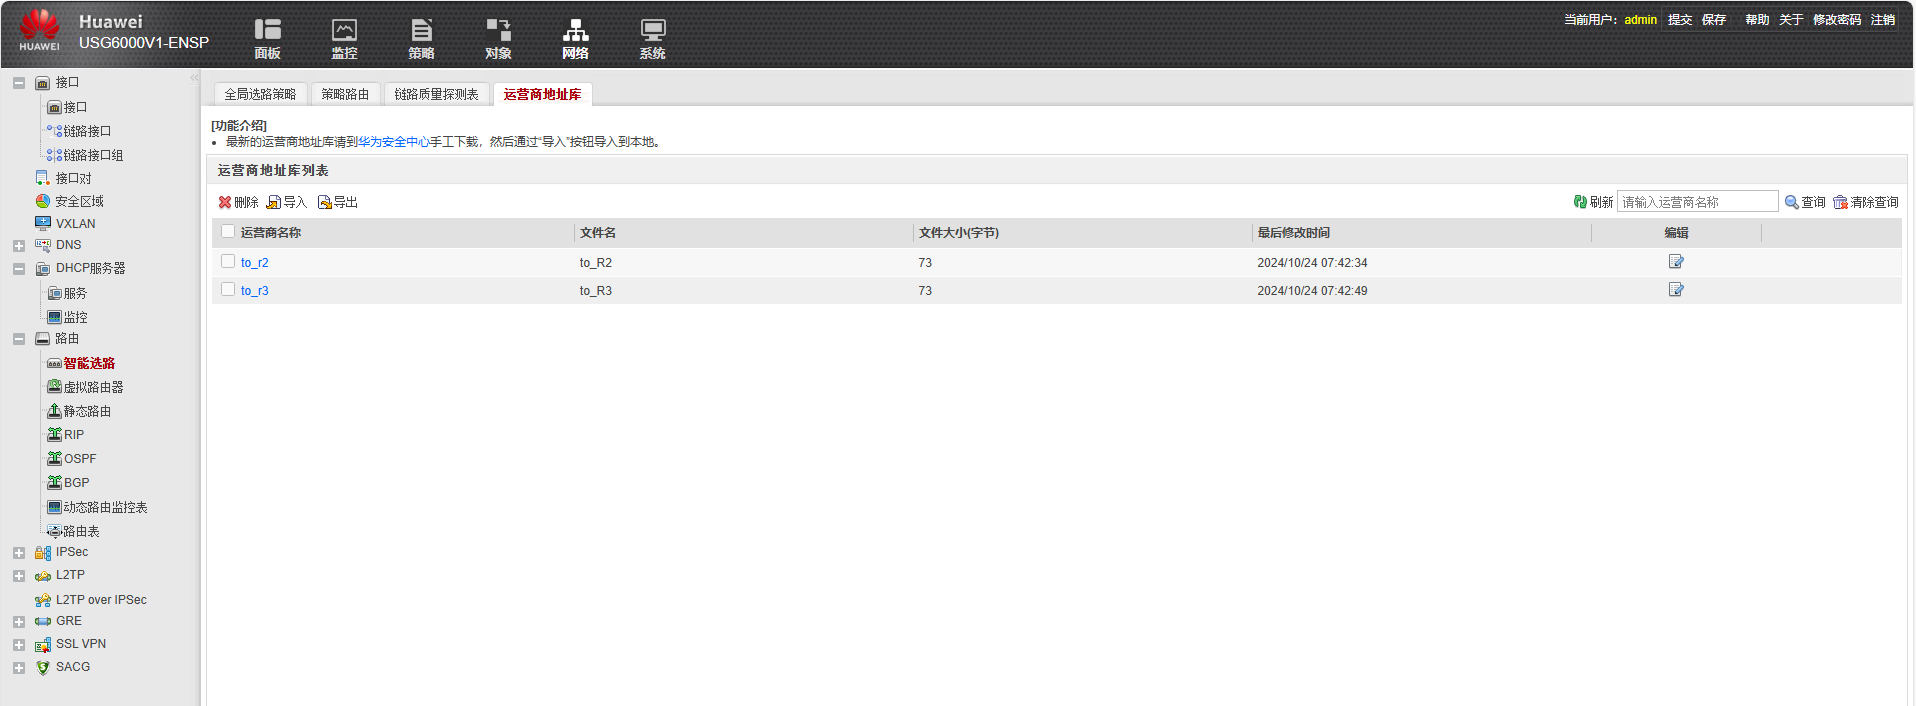 HUAWEI
Huawei
USG6000V1-ENSP
面板 监控 策略 对象 网络 系统
当前用户: admin 提交 保存 帮助 关于 修改密码 注销
接口
接口
链路接口
链路接口组
接口对
安全区域
VXLAN
DNS
DHCP服务器
服务
监控
路由
智能选路
虚拟路由器
静态路由
RIP
OSPF
BGP
动态路由监控表
路由表
IPSec
L2TP
L2TP over IPSec
GRE
SSL VPN
SACG
全局选路策略 策略路由 链路质量探测表 运营商地址库
[功能介绍]
• 最新的运营商地址库请到华为安全中心手工下载，然后通过“导入”按钮导入到本地。
运营商地址库列表
删除 导入 导出 刷新 请输入运营商名称 查询 清除查询
运营商名称 文件名 文件大小(字节) 最后修改时间 编辑
to_r2 to_R2 73 2024/10/24 07:42:34
to_r3 to_R3 73 2024/10/24 07:42:49